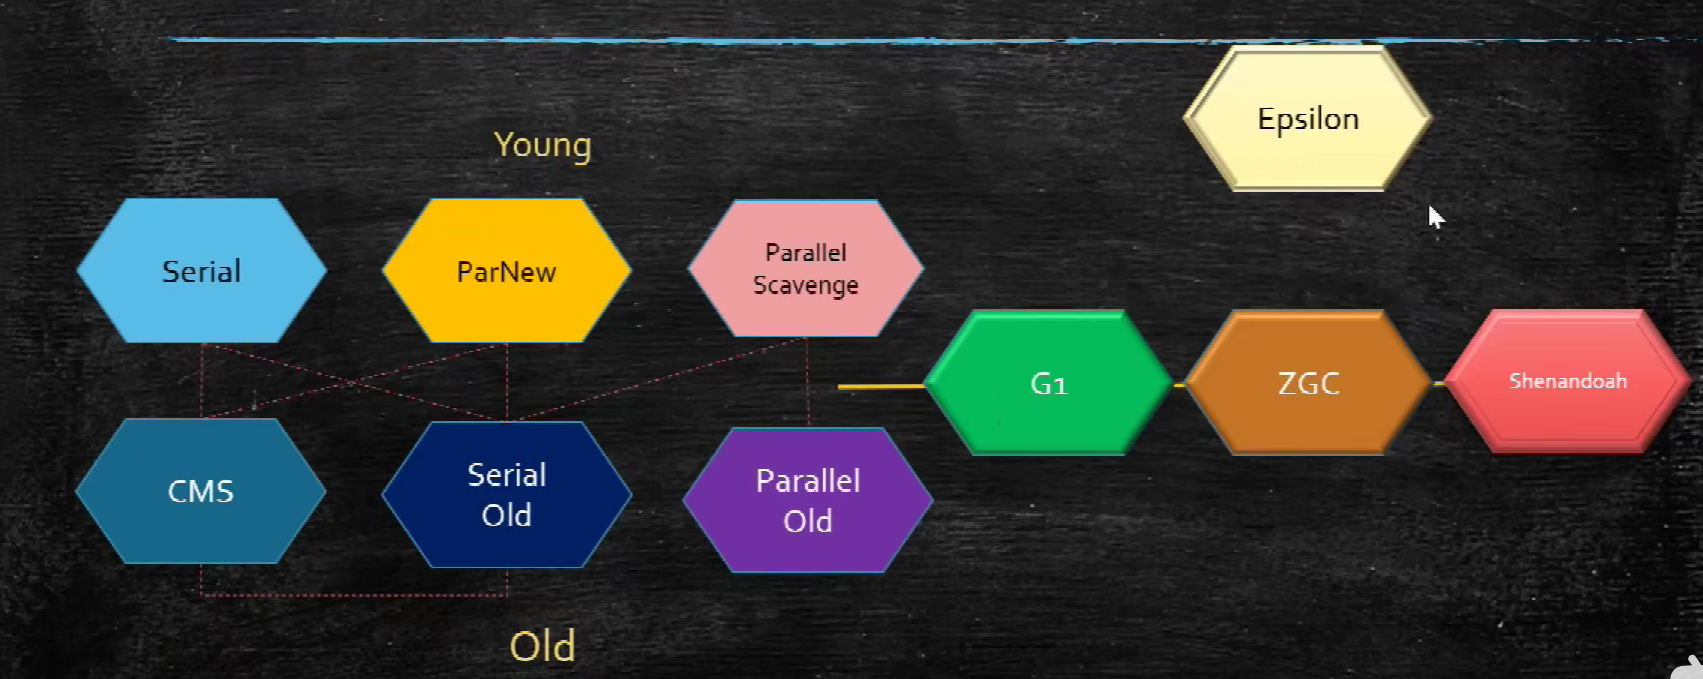 Epsilon
Young
Serial
ParNew
Parallel
Scavenge
G1
ZGC
Shenandoah
CMS
Serial
Old
Parallel
Old
Old